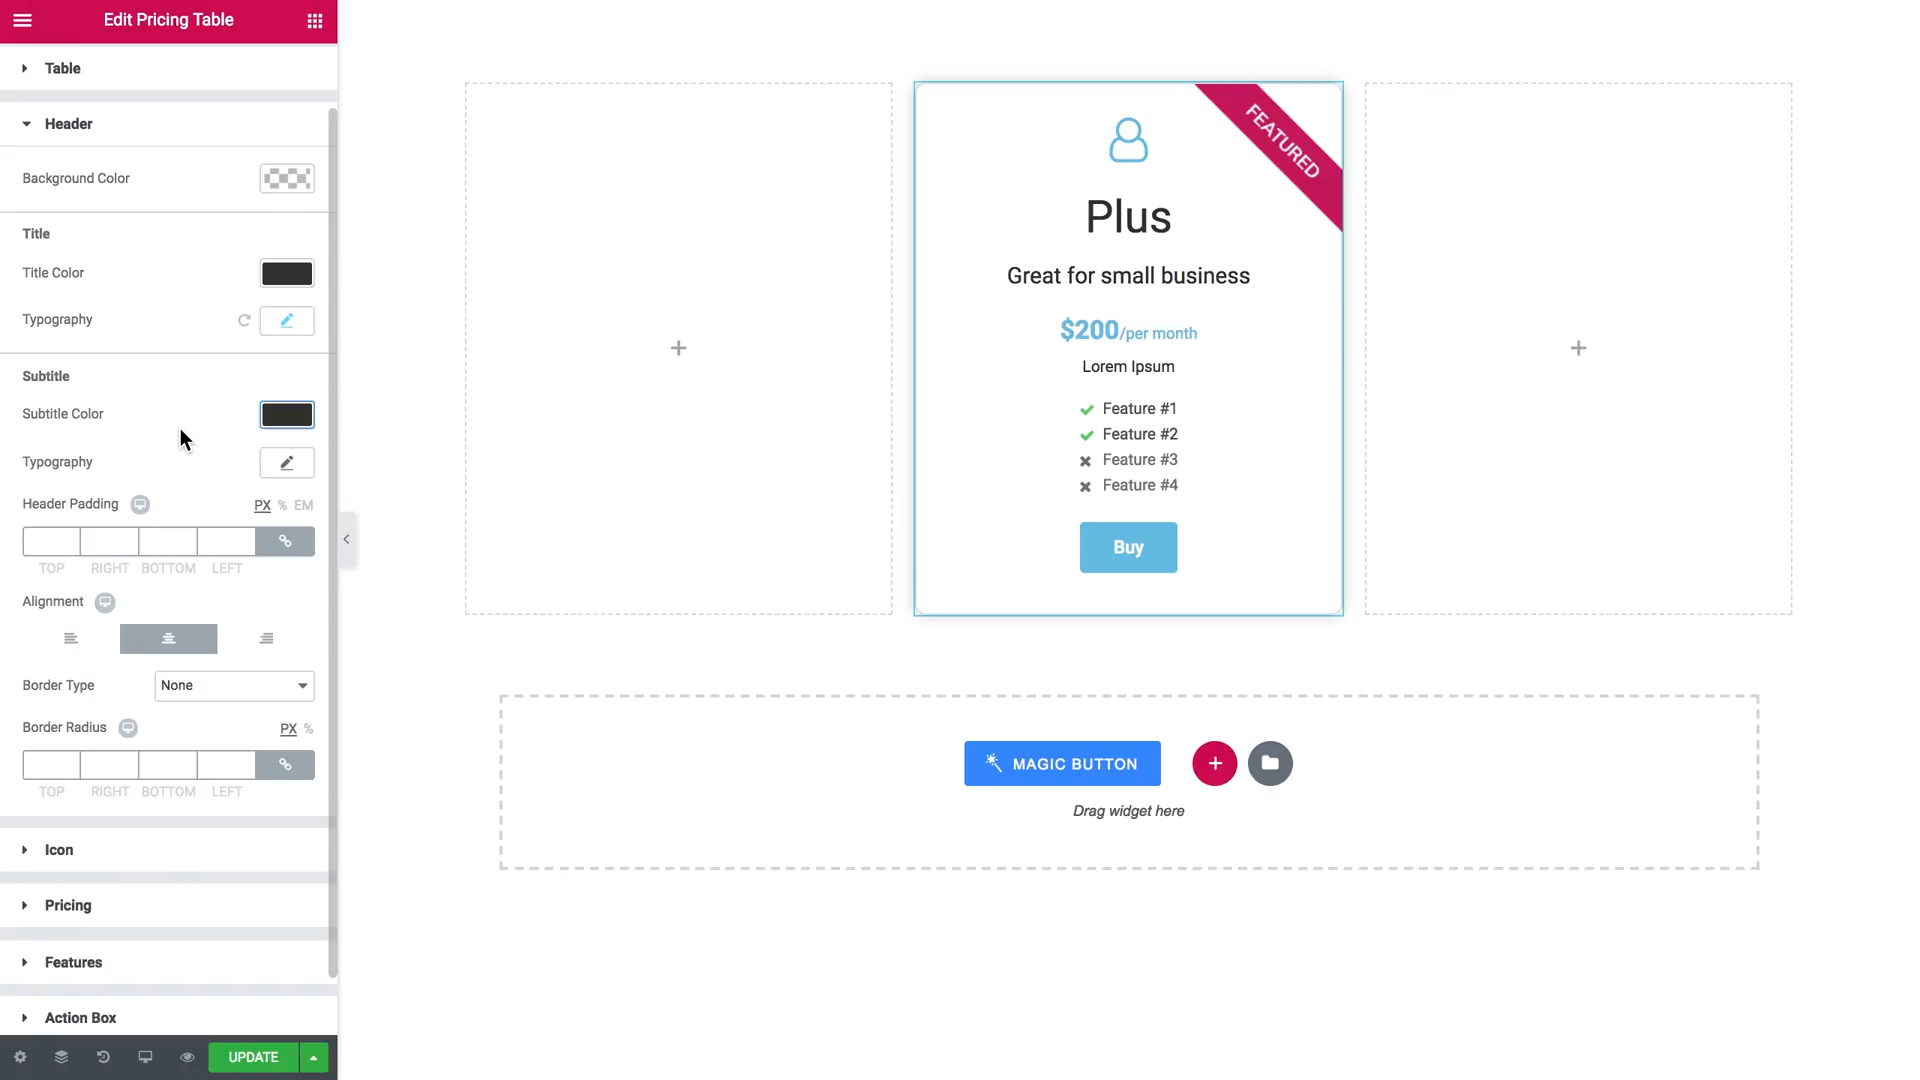 Edit Pricing Table
Table
Header
Background Color
Title
Title Color
Typography
Subtitle
Subtitle Color
Typography
Header Padding
PX % EM
TOP RIGHT BOTTOM LEFT
Alignment
Border Type
None
Border Radius
PX %
TOP RIGHT BOTTOM LEFT
Icon
Pricing
Features
Action Box
UPDATE
FEATURED
Plus
Great for small business
$200/per month
Lorem Ipsum
Feature #1
Feature #2
Feature #3
Feature #4
Buy
MAGIC BUTTON
Drag widget here